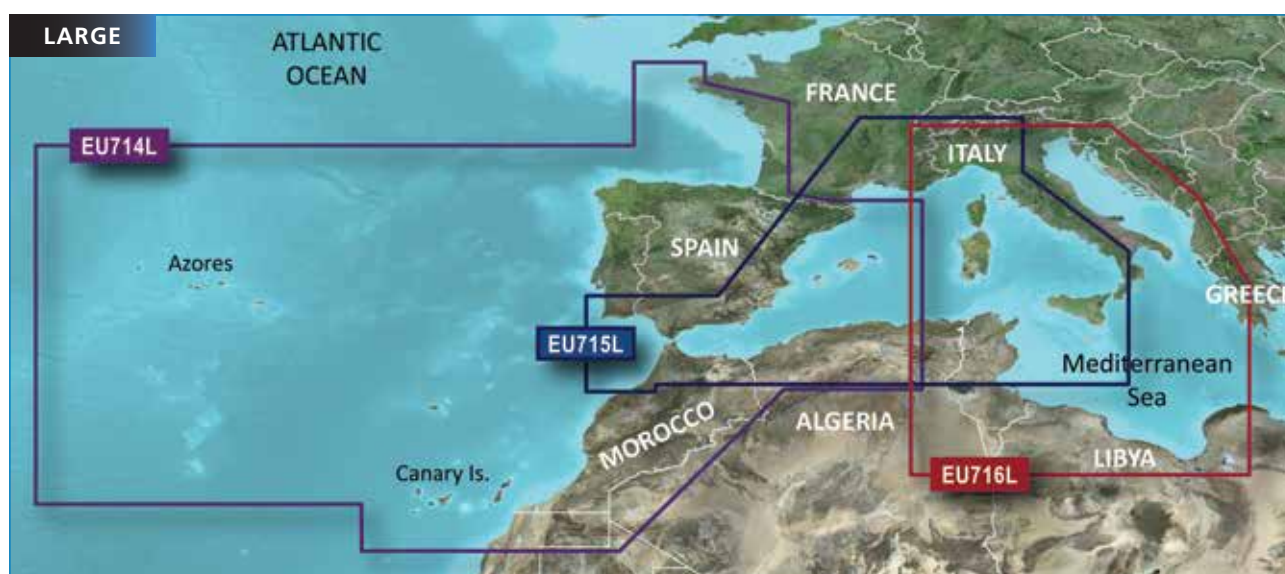 LARGE
ATLANTIC
OCEAN
FRANCE
EU714L
ITALY
SPAIN
Azores
GREECE
EU715L
Mediterranean
Sea
MOROCCO
ALGERIA
LIBYA
Canary Is.
EU716L